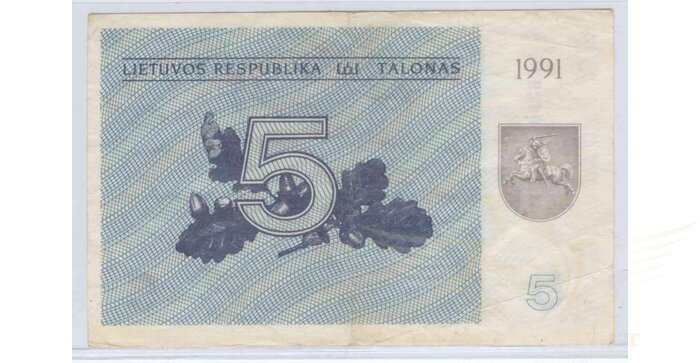 LIETUVOS RESPUBLIKA TALONAS
1991
5
5